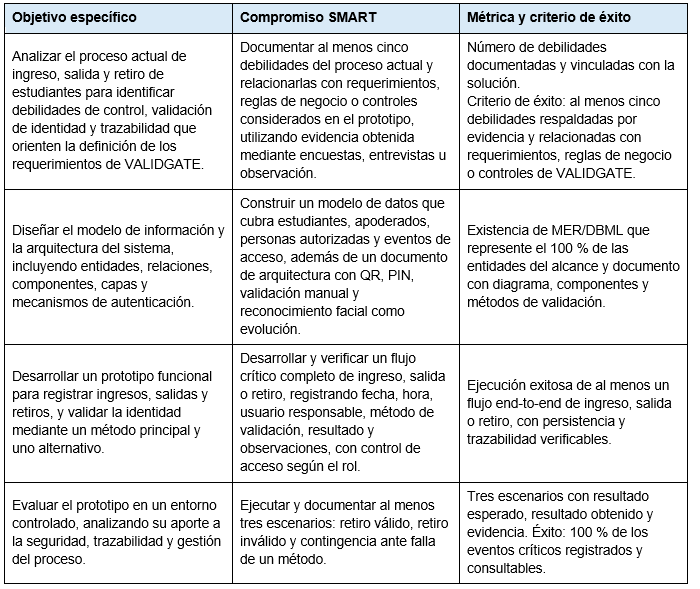 Objetivo específico
Compromiso SMART
Métrica y criterio de éxito
Analizar el proceso actual de
ingreso, salida y retiro de
estudiantes para identificar
debilidades de control, validación
de identidad y trazabilidad que
orienten la definición de los
requerimientos de VALIDGATE.
Documentar al menos cinco
debilidades del proceso actual y
relacionarlas con requerimientos,
reglas de negocio o controles
considerados en el prototipo,
utilizando evidencia obtenida
mediante encuestas, entrevistas u
observación.
Número de debilidades
documentadas y vinculadas con la
solución.
Criterio de éxito: al menos cinco
debilidades respaldadas por
evidencia y relacionadas con
requerimientos, reglas de negocio
o controles de VALIDGATE.
Diseñar el modelo de información y
la arquitectura del sistema,
incluyendo entidades, relaciones,
componentes, capas y
mecanismos de autenticación.
Construir un modelo de datos que
cubra estudiantes, apoderados,
personas autorizadas y eventos de
acceso, además de un documento
de arquitectura con QR, PIN,
validación manual y
reconocimiento facial como
evolución.
Existencia de MER/DBML que
represente el 100 % de las
entidades del alcance y documento
con diagrama, componentes y
métodos de validación.
Desarrollar un prototipo funcional
para registrar ingresos, salidas y
retiros, y validar la identidad
mediante un método principal y
uno alternativo.
Desarrollar y verificar un flujo
crítico completo de ingreso, salida
o retiro, registrando fecha, hora,
usuario responsable, método de
validación, resultado y
observaciones, con control de
acceso según el rol.
Ejecución exitosa de al menos un
flujo end-to-end de ingreso, salida
o retiro, con persistencia y
trazabilidad verificables.
Evaluar el prototipo en un entorno
controlado, analizando su aporte a
la seguridad, trazabilidad y gestión
del proceso.
Ejecutar y documentar al menos
tres escenarios: retiro válido, retiro
inválido y contingencia ante falla
de un método.
Tres escenarios con resultado
esperado, resultado obtenido y
evidencia. Éxito: 100 % de los
eventos críticos registrados y
consultables.